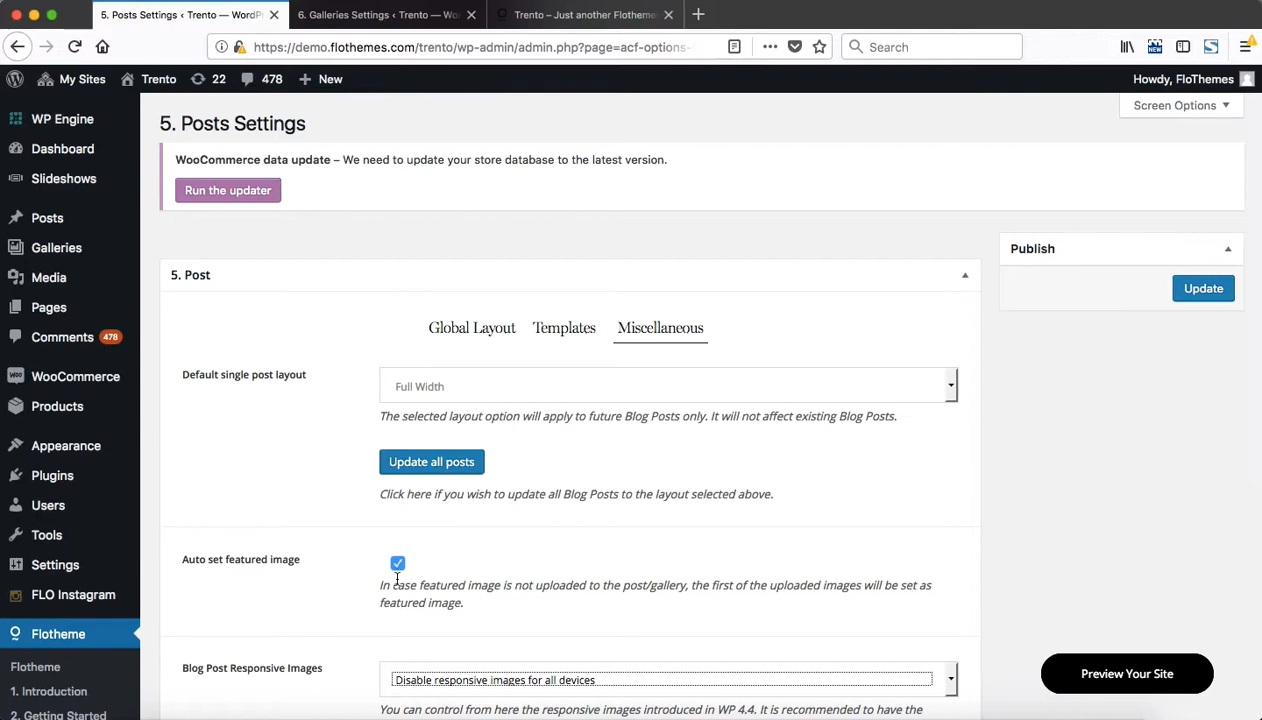 5. Posts Settings ‹ Trento — WordP
6. Galleries Settings ‹ Trento — Wo
Trento – Just another Flotheme
https://demo.flothemes.com/trento/wp-admin/admin.php?page=acf-options-
Search
NEW
My Sites
Trento
22
478
New
Howdy, FloThemes
Screen Options
WP Engine
Dashboard
Slideshows
Posts
Galleries
Media
Pages
Comments 478
WooCommerce
Products
Appearance
Plugins
Users
Tools
Settings
FLO Instagram
Flotheme
Flotheme
1. Introduction
2. Getting Started
5. Posts Settings
WooCommerce data update – We need to update your store database to the latest version.
Run the updater
5. Post
Global Layout Templates Miscellaneous
Default single post layout
Full Width
The selected layout option will apply to future Blog Posts only. It will not affect existing Blog Posts.
Update all posts
Click here if you wish to update all Blog Posts to the layout selected above.
Auto set featured image
In case featured image is not uploaded to the post/gallery, the first of the uploaded images will be set as
featured image.
Blog Post Responsive Images
Disable responsive images for all devices
You can control from here the responsive images introduced in WP 4.4. It is recommended to have the
Publish
Update
Preview Your Site